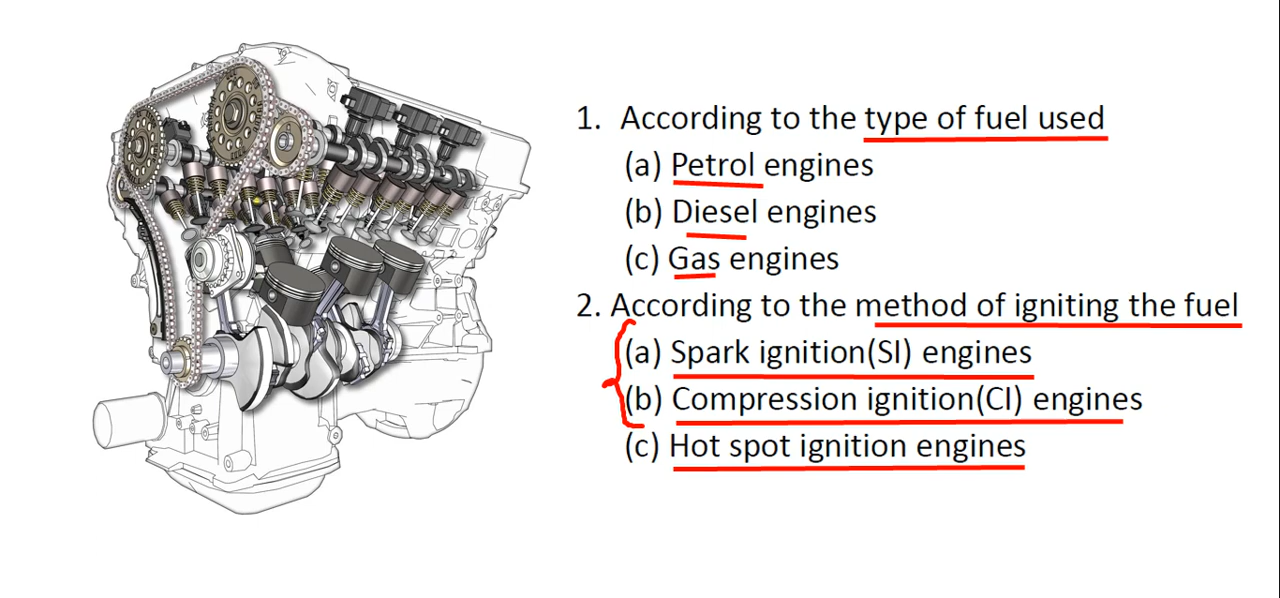 1. According to the type of fuel used
(a) Petrol engines
(b) Diesel engines
(c) Gas engines
2. According to the method of igniting the fuel
(a) Spark ignition(SI) engines
(b) Compression ignition(CI) engines
(c) Hot spot ignition engines